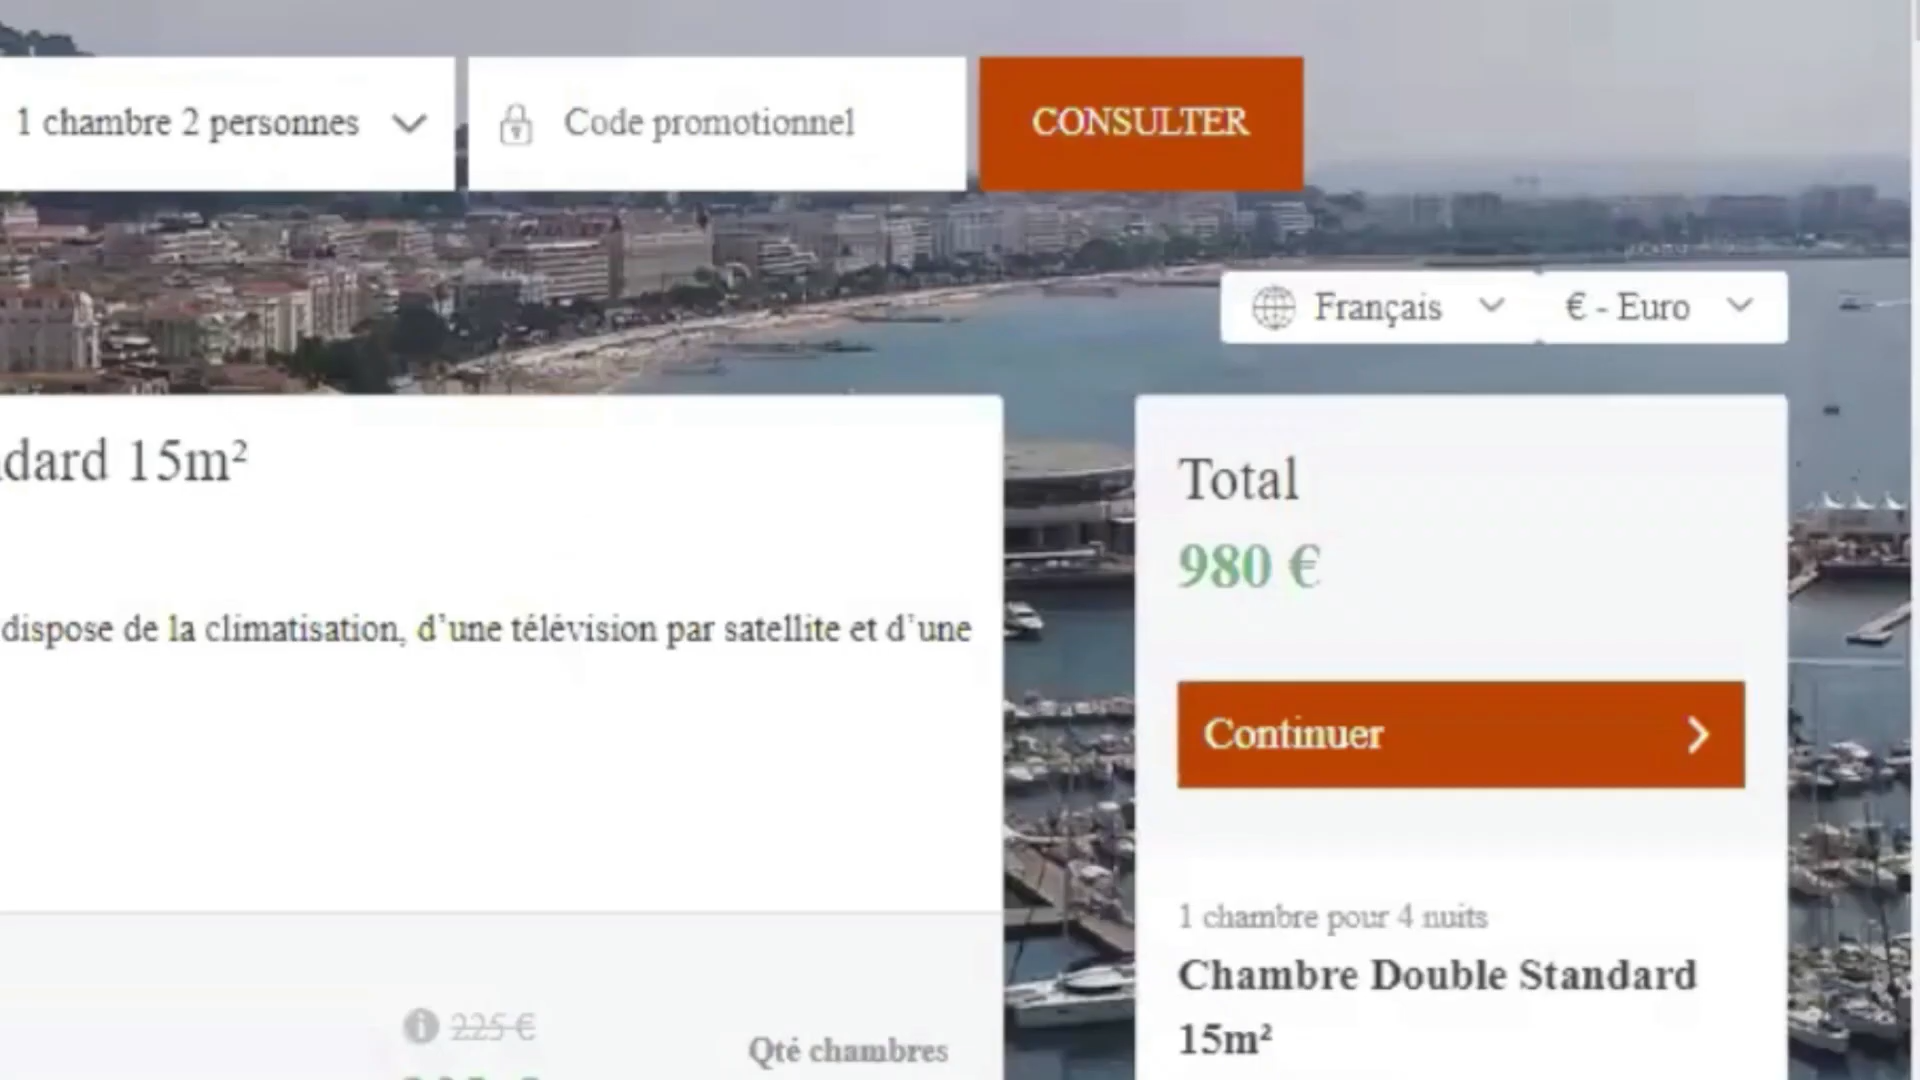 1 chambre 2 personnes
Code promotionnel
CONSULTER
Français
€ - Euro
dard 15m²
dispose de la climatisation, d’une télévision par satellite et d’une
225 €
Qté chambres
Total
980 €
Continuer
1 chambre pour 4 nuits
Chambre Double Standard
15m²